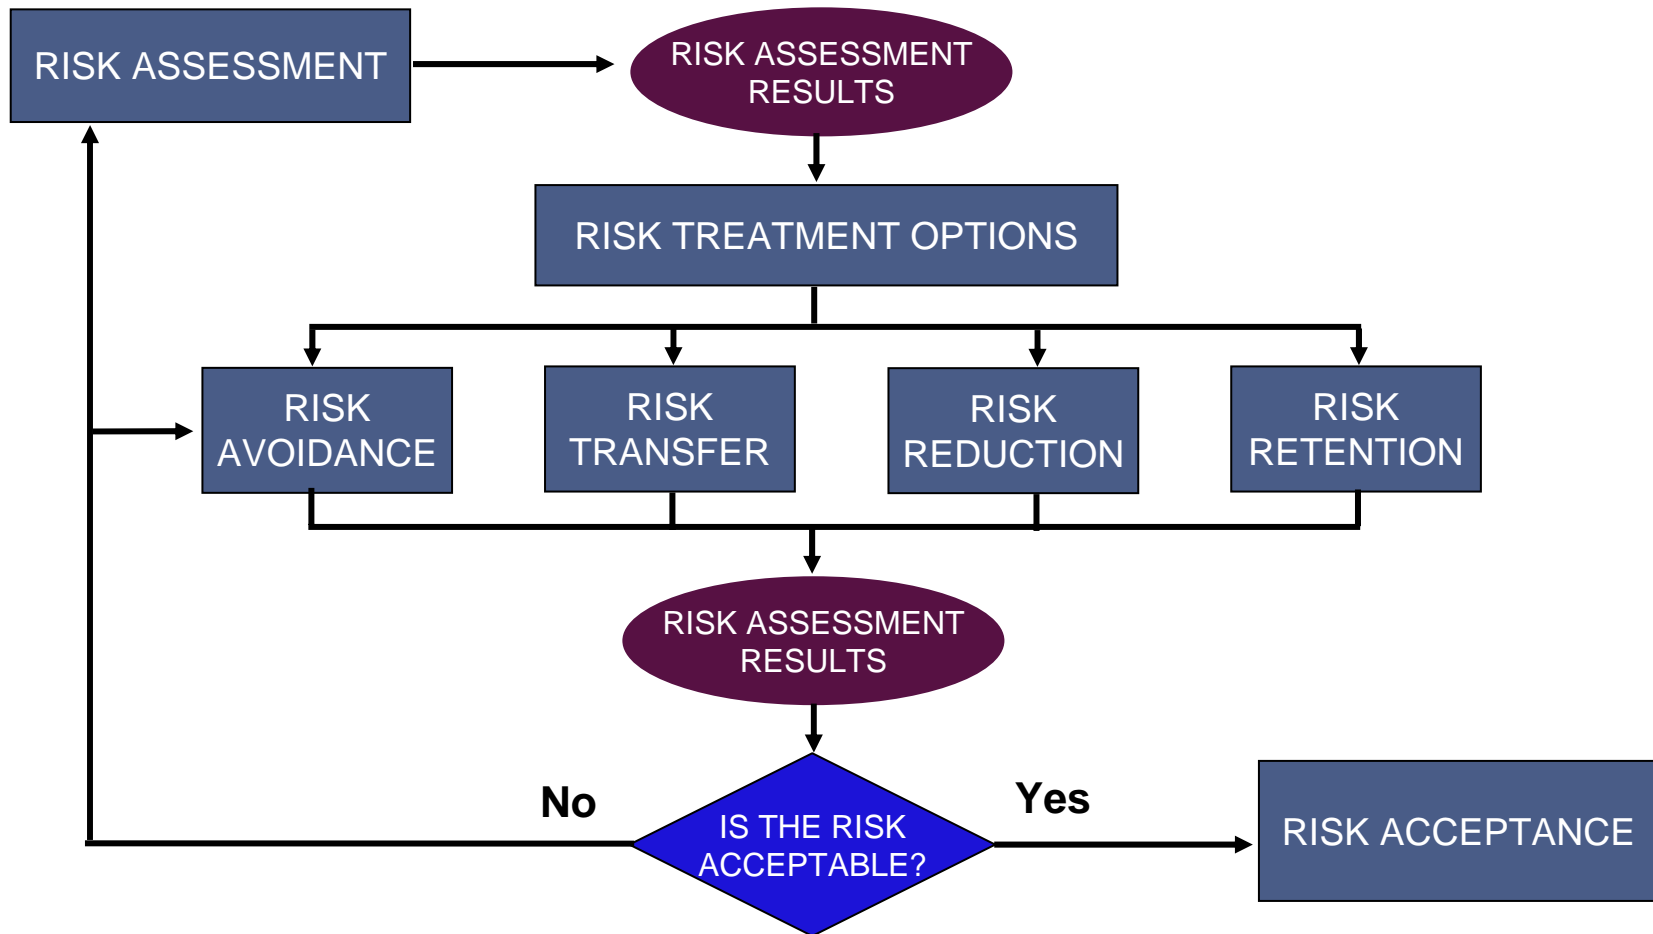 RISK ASSESSMENT
RISK ASSESSMENT
RESULTS
RISK TREATMENT OPTIONS
RISK
AVOIDANCE
RISK
TRANSFER
RISK
REDUCTION
RISK
RETENTION
RISK ASSESSMENT
RESULTS
No
Yes
IS THE RISK
ACCEPTABLE?
RISK ACCEPTANCE